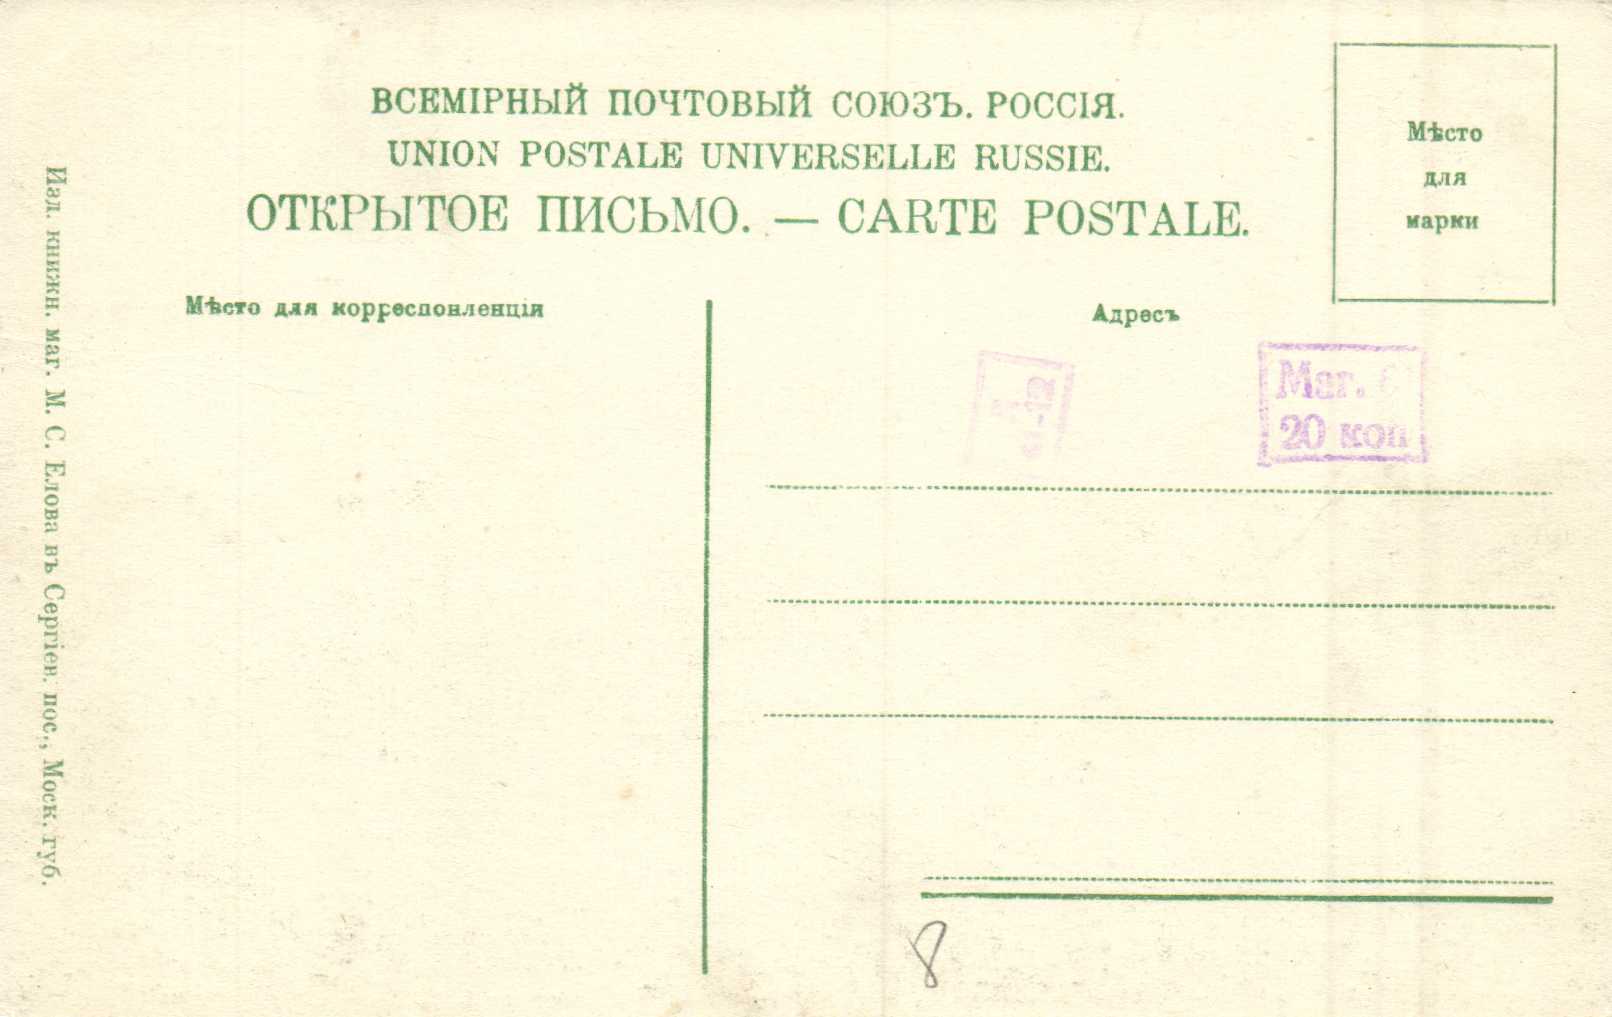 ВСЕМІРНЫЙ ПОЧТОВЫЙ СОЮЗЪ. РОССІЯ.
UNION POSTALE UNIVERSELLE RUSSIE.
ОТКРЫТОЕ ПИСЬМО. — CARTE POSTALE.
Мѣсто
для
марки
Мѣсто для корреспонденціи
Адресъ
Маг.
20 коп
Изд. книжн. маг. М. С. Елова въ Сергіев. пос., Моск. губ.
8